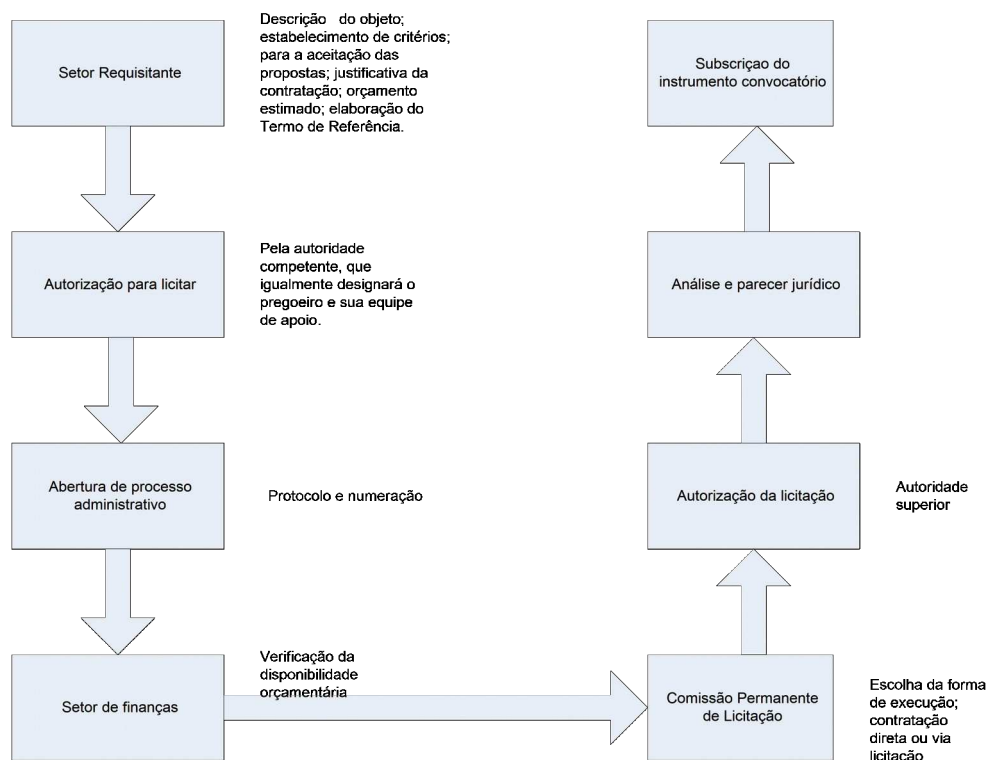 Setor Requisitante
Descrição do objeto;
estabelecimento de critérios;
para a aceitação das
propostas; justificativa da
contratação; orçamento
estimado; elaboração do
Termo de Referência.
Autorização para licitar
Pela autoridade
competente, que
igualmente designará o
pregoeiro e sua equipe
de apoio.
Abertura de processo
administrativo
Protocolo e numeração
Setor de finanças
Verificação da
disponibilidade
orçamentária
Comissão Permanente
de Licitação
Escolha da forma
de execução;
contratação
direta ou via
licitação
Autorização da licitação
Autoridade
superior
Análise e parecer jurídico
Subscriçao do
instrumento convocatório